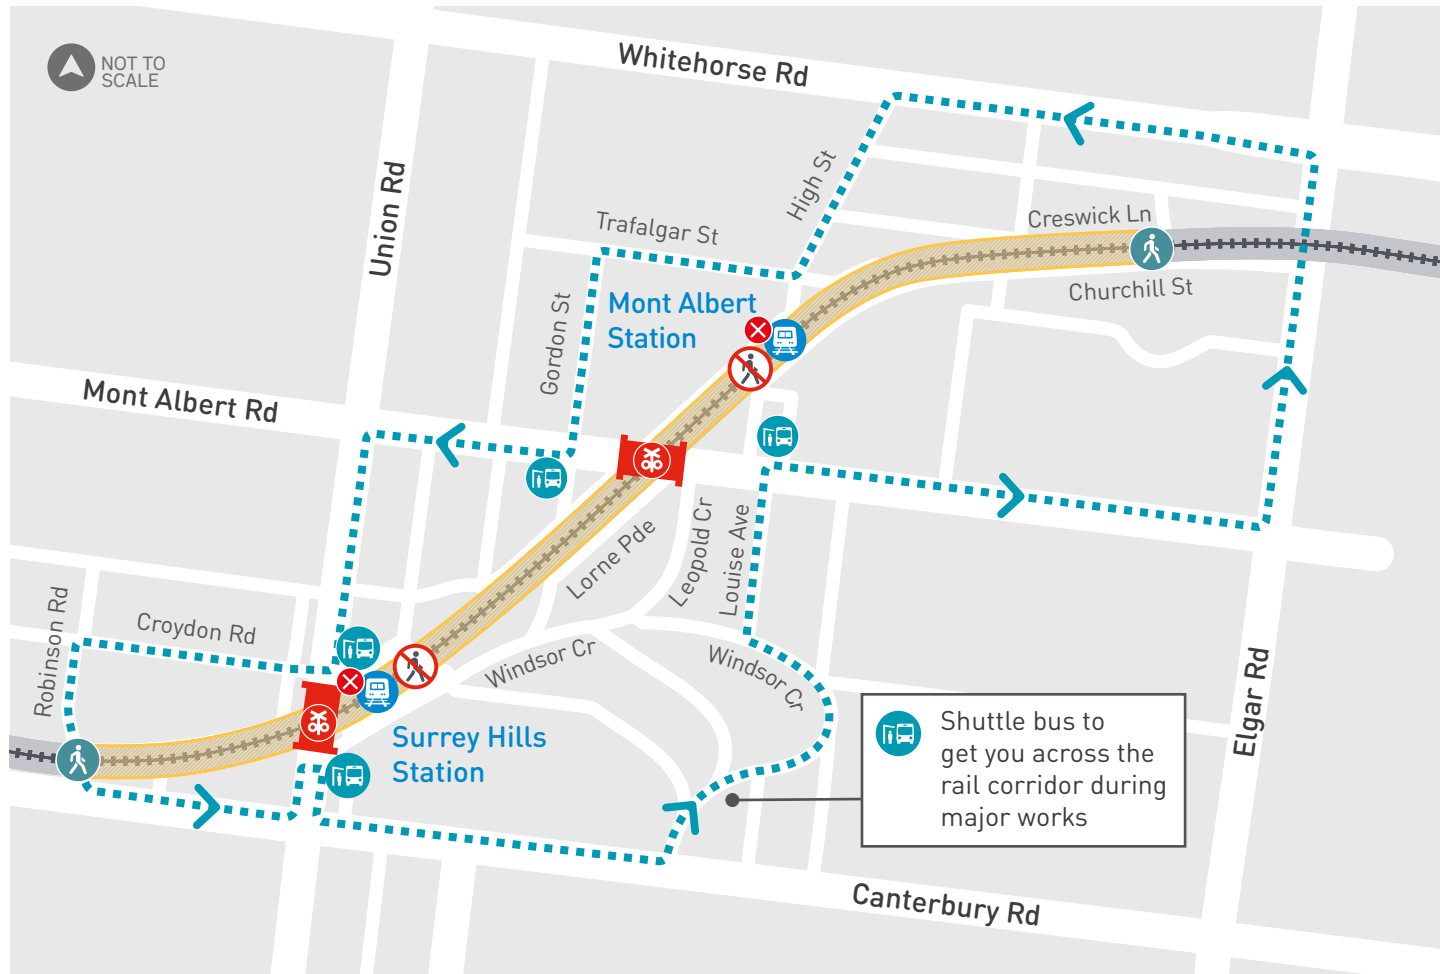 NOT TO
SCALE
Whitehorse Rd
Union Rd
High St
Trafalgar St
Creswick Ln
Churchill St
Gordon St
Mont Albert
Station
Mont Albert Rd
Lorne Pde
Leopold Cr
Louise Ave
Robinson Rd
Croydon Rd
Windsor Cr
Windsor Cr
Elgar Rd
Surrey Hills
Station
Shuttle bus to
get you across the
rail corridor during
major works
Canterbury Rd